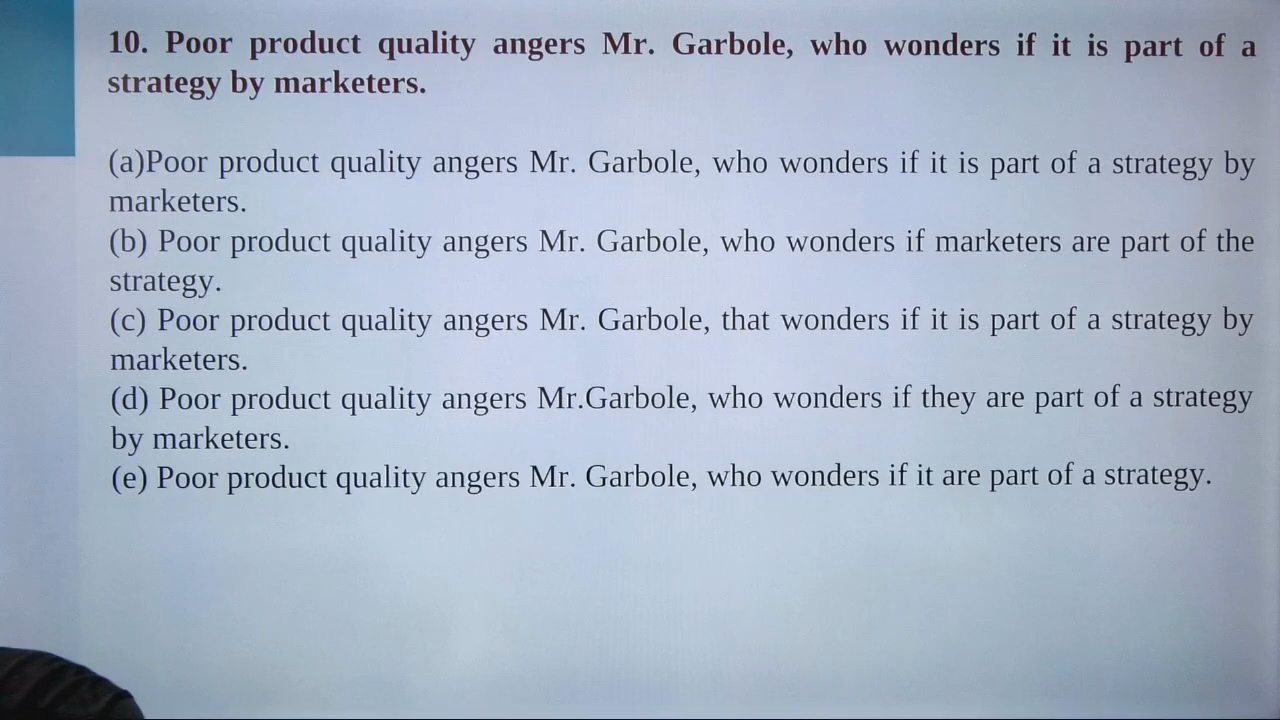 10. Poor product quality angers Mr. Garbole, who wonders if it is part of a
strategy by marketers.
(a)Poor product quality angers Mr. Garbole, who wonders if it is part of a strategy by
marketers.
(b) Poor product quality angers Mr. Garbole, who wonders if marketers are part of the
strategy.
(c) Poor product quality angers Mr. Garbole, that wonders if it is part of a strategy by
marketers.
(d) Poor product quality angers Mr.Garbole, who wonders if they are part of a strategy
by marketers.
(e) Poor product quality angers Mr. Garbole, who wonders if it are part of a strategy.